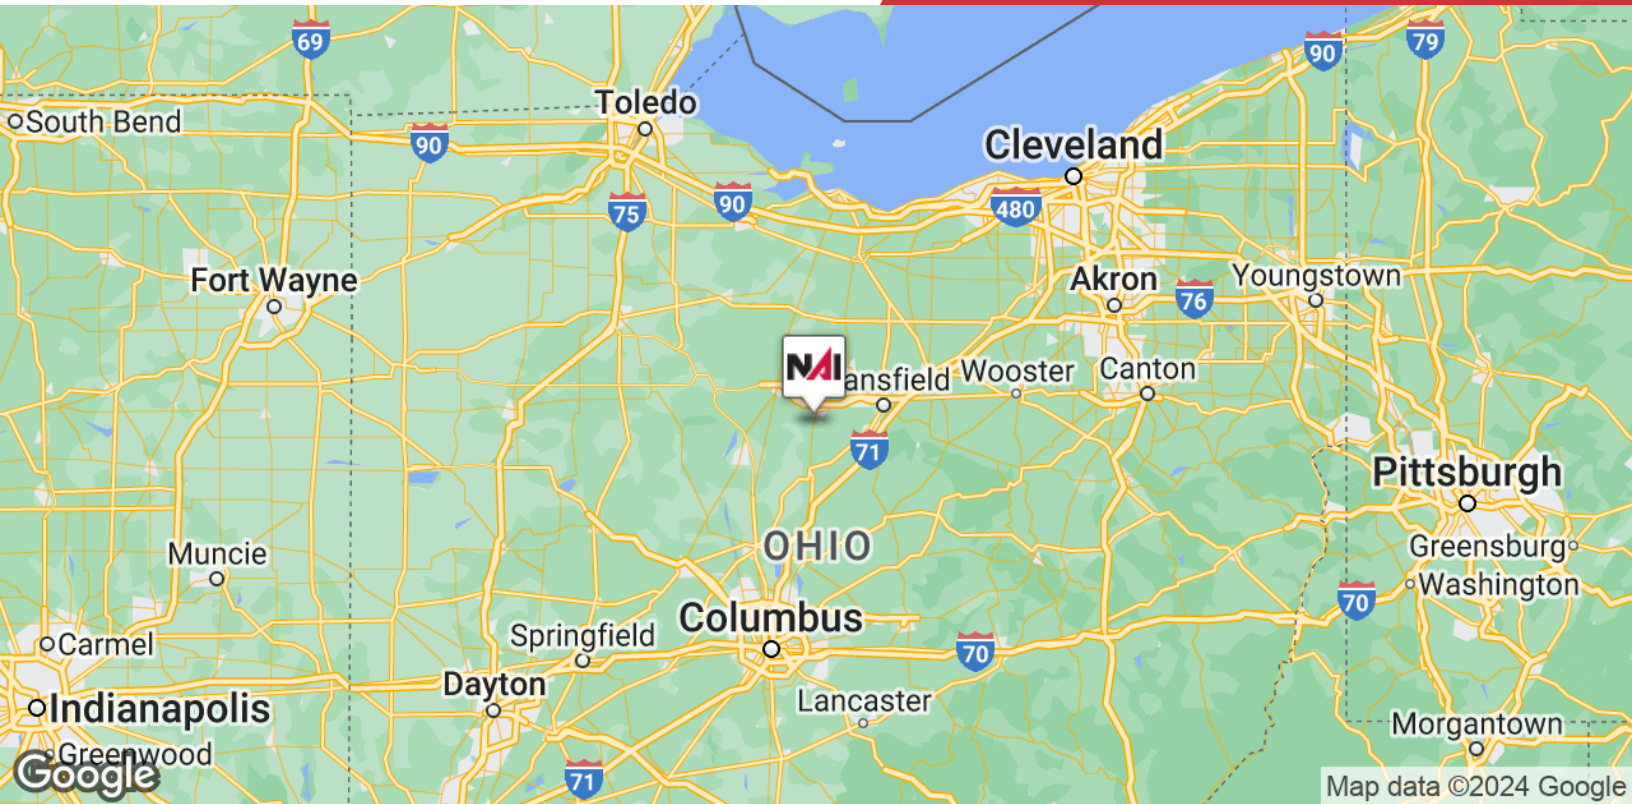 69
90
79
Toledo
South Bend
90
Cleveland
90
75
480
Fort Wayne
Akron
Youngstown
76
NAI
ansfield
Wooster
Canton
71
Pittsburgh
OHIO
Muncie
Greensburg
Washington
70
Columbus
Springfield
Carmel
70
Dayton
Lancaster
Indianapolis
Morgantown
Greenwood
Google
71
Map data ©2024 Google